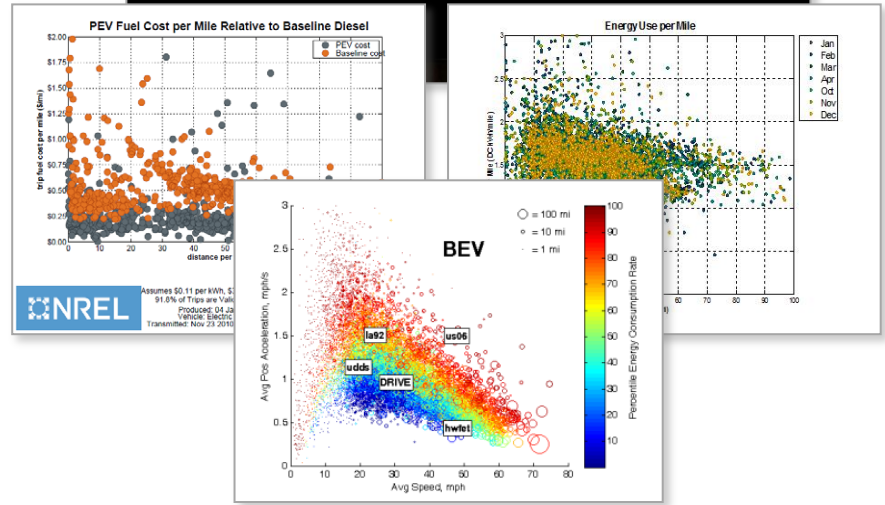 PEV Fuel Cost per Mile Relative to Baseline Diesel
$2.00
$1.75
$1.50
$1.25
$1.00
$0.75
$0.50
$0.25
$0.00
trip fuel cost per mile ($/mi)
0
10
20
30
40
50
distance per
PEV cost
Baseline cost
NREL
Assumes $0.11 per kWh,
91.8% of Trips are
Produced: 04
Vehicle: Electric
Transmitted: Nov 23 2010
Energy Use per Mile
3
2.5
2
1.5
Mile (DC kWh/mile)
60
70
80
90
100
Jan
Feb
Mar
Apr
Oct
Nov
Dec
BEV
= 100 mi
= 10 mi
= 1 mi
3
2.5
2
1.5
1
0.5
0
Avg Pos Acceleration, mph/s
la92
us06
udds
DRIVE
hwfet
0
10
20
30
40
50
60
70
80
Avg Speed, mph
100
90
80
70
60
50
40
30
20
10
Percentile Energy Consumption Rate